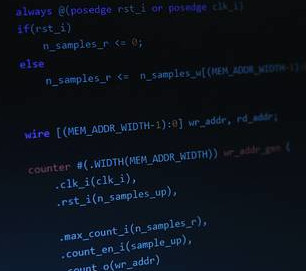 always @(posedge rst_i or posedge clk_i)
if(rst_i)
n_samples_r <= 0;
else
n_samples_r <= n_samples_w[(MEM_ADDR_WIDTH-1):
wire [(MEM_ADDR_WIDTH-1):0] wr_addr, rd_addr;
counter #(.WIDTH(MEM_ADDR_WIDTH)) wr_addr_gen (
.clk_i(clk_i),
.rst_i(n_samples_up),
.max_count_i(n_samples_r),
.count_en_i(sample_up),
.count_o(wr_addr)